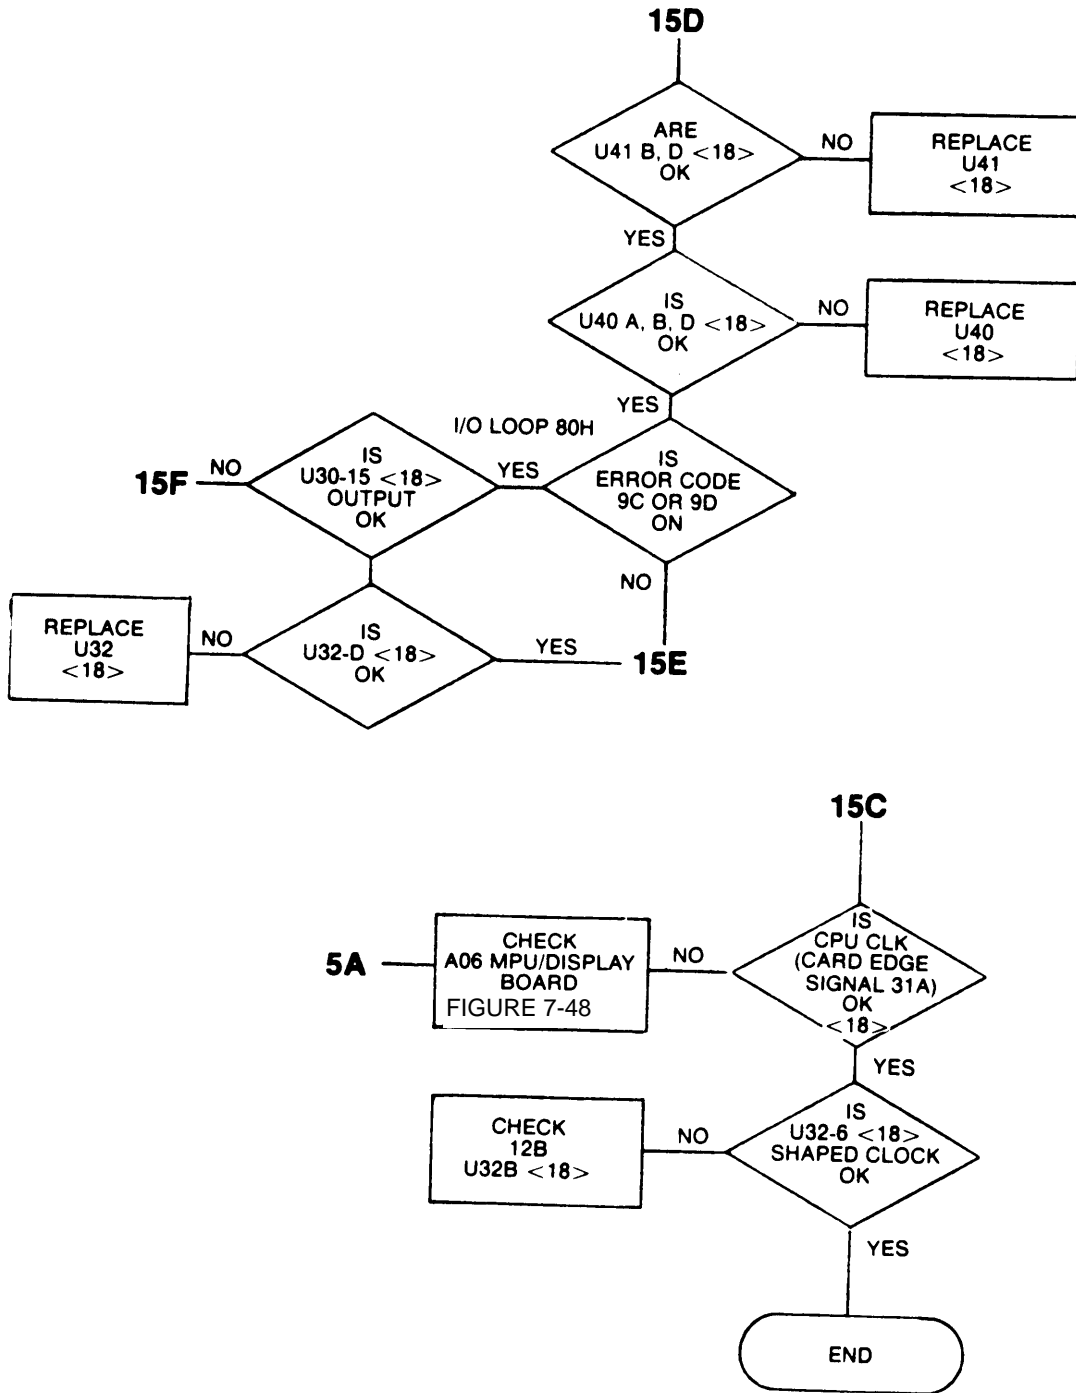 15D
ARE
U41 B, D <18>
OK
NO
REPLACE
U41
<18>
YES
IS
U40 A, B, D <18>
OK
NO
REPLACE
U40
<18>
YES
I/O LOOP 80H
IS
ERROR CODE
9C OR 9D
ON
YES
IS
U30-15 <18>
OUTPUT
OK
NO
15F
NO
REPLACE
U32
<18>
NO
IS
U32-D <18>
OK
YES
15E
15C
IS
CPU CLK
(CARD EDGE
SIGNAL 31A)
OK
<18>
NO
CHECK
A06 MPU/DISPLAY
BOARD
FIGURE 7-48
5A
YES
IS
U32-6 <18>
SHAPED CLOCK
OK
NO
CHECK
12B
U32B <18>
YES
END